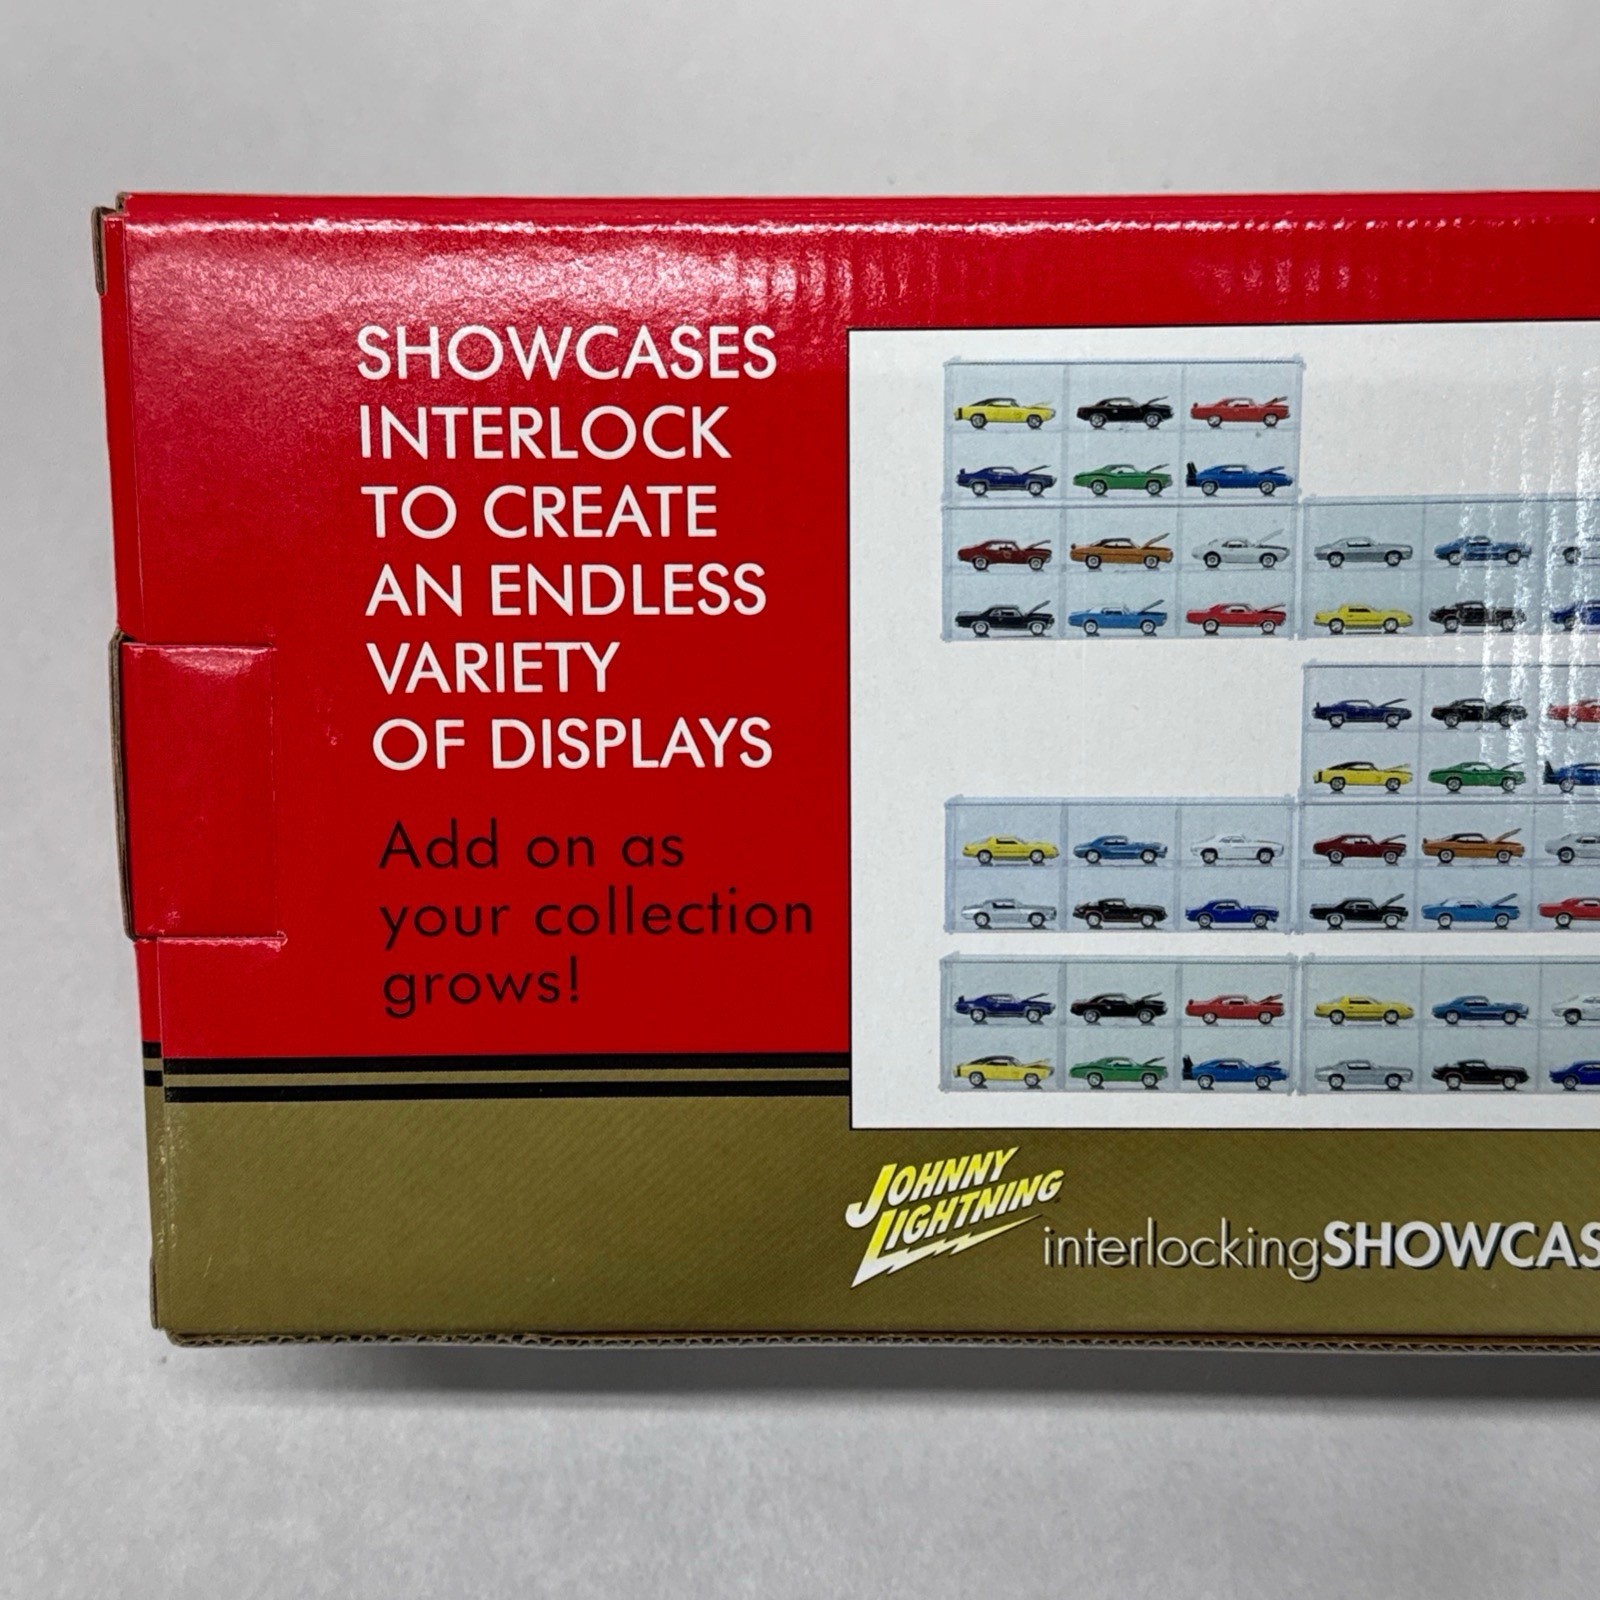 SHOWCASES
INTERLOCK
TO CREATE
AN ENDLESS
VARIETY
OF DISPLAYS
Add on as
your collection
grows!
JOHNNY
LIGHTNING
interlocking